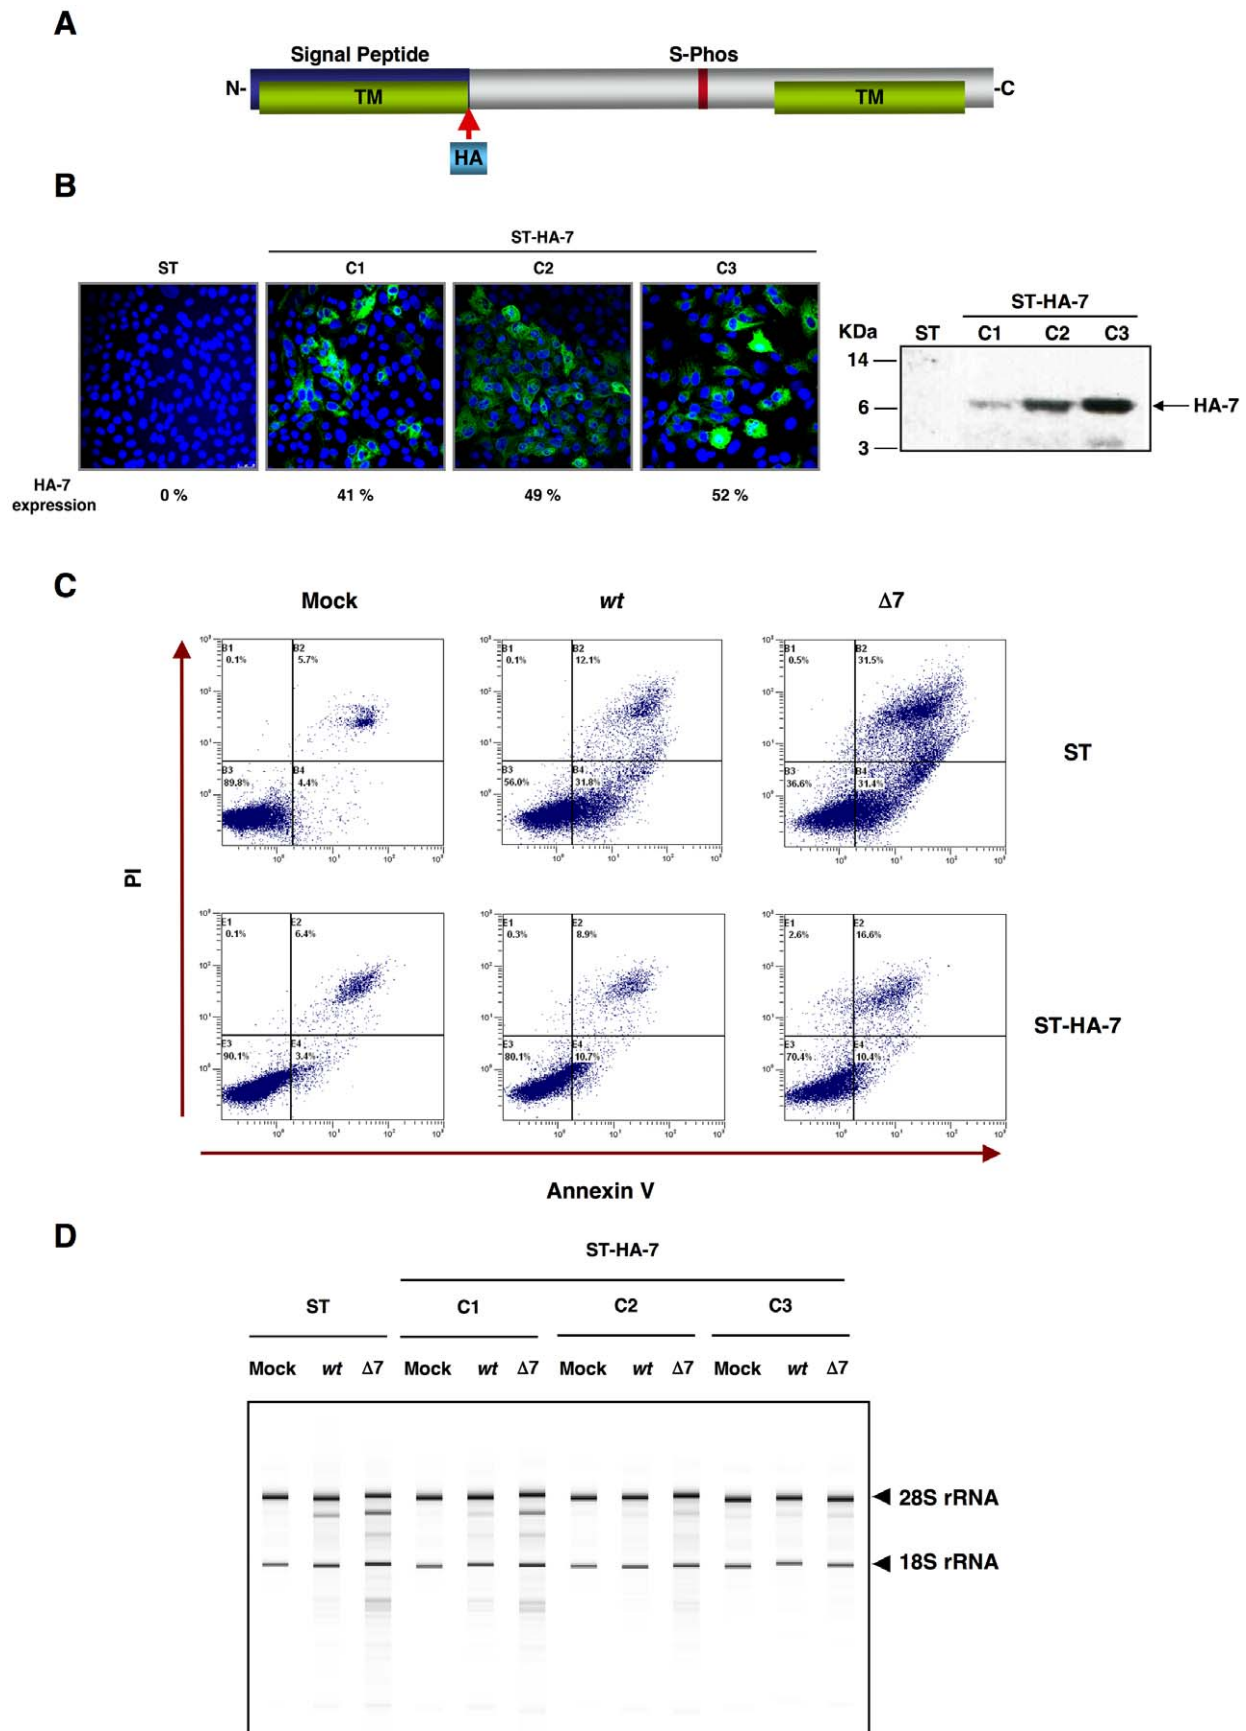 A
Signal Peptide S-Phos
N- TM TM -C
HA
B
ST-HA-7
ST C1 C2 C3
ST-HA-7
KDa ST C1 C2 C3
14
6 HA-7
3
HA-7 expression 0 % 41 % 49 % 52 %
C
Mock wt Δ7
B1 0.1% B2 5.7% B3 89.8% B4 4.4%
B1 0.1% B2 12.1% B3 56.0% B4 31.8%
B1 0.5% B2 31.5% B3 36.6% B4 31.4%
ST
PI
E1 0.1% E2 6.4% E3 90.1% E4 3.4%
E1 0.3% E2 8.9% E3 80.1% E4 10.7%
E1 2.6% E2 16.6% E3 70.4% E4 10.4%
ST-HA-7
Annexin V
D
ST-HA-7
ST C1 C2 C3
Mock wt Δ7 Mock wt Δ7 Mock wt Δ7 Mock wt Δ7
28S rRNA
18S rRNA